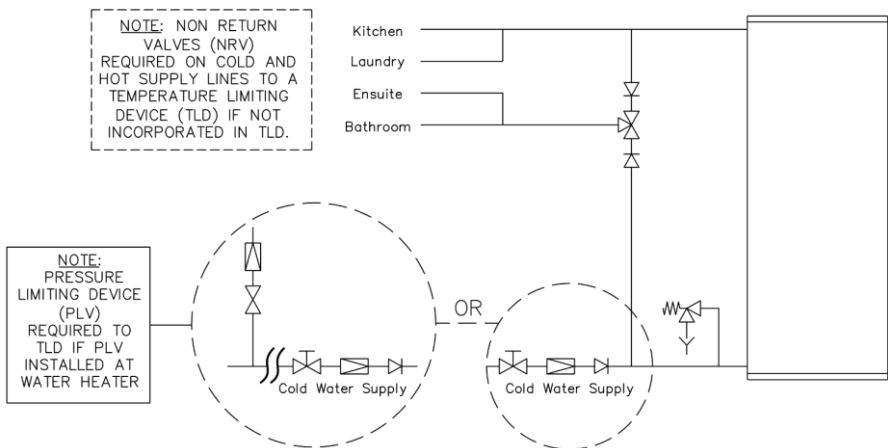 NOTE: NON RETURN
VALVES (NRV)
REQUIRED ON COLD AND
HOT SUPPLY LINES TO A
TEMPERATURE LIMITING
DEVICE (TLD) IF NOT
INCORPORATED IN TLD.
Kitchen
Laundry
Ensuite
Bathroom
NOTE:
PRESSURE
LIMITING DEVICE
(PLV)
REQUIRED TO
TLD IF PLV
INSTALLED AT
WATER HEATER
OR
Cold Water Supply
Cold Water Supply